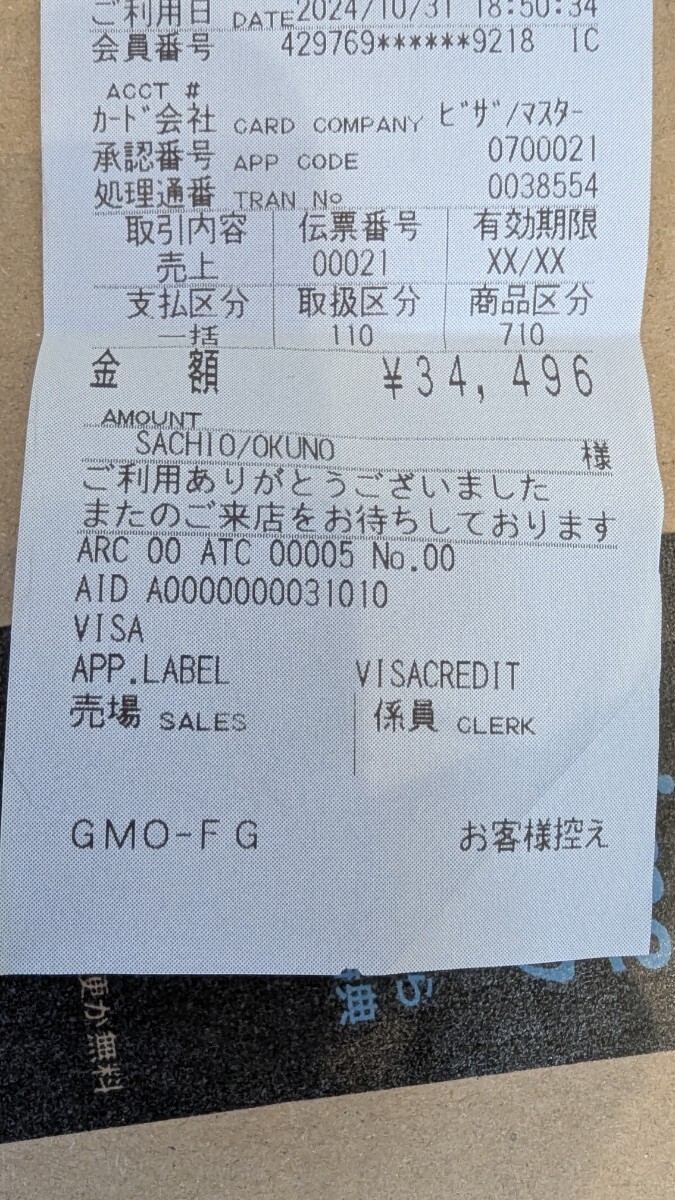 ご利用日 DATE 2024/10/31 18:50:34
会員番号 429769******9218 IC
ACCT #
カード会社 CARD COMPANY ビザ/マスター
承認番号 APP CODE 0700021
処理通番 TRAN No 0038554
取引内容 伝票番号 有効期限
売上 00021 XX/XX
支払区分 取扱区分 商品区分
一括 110 710
金 額 ¥34,496
AMOUNT
SACHIO/OKUNO 様
ご利用ありがとうございました
またのご来店をお待ちしております
ARC 00 ATC 00005 No.00
AID A0000000031010
VISA
APP.LABEL VISACREDIT
売場 SALES 係員 CLERK
GMO-FG お客様控え
ら
典
更が無料